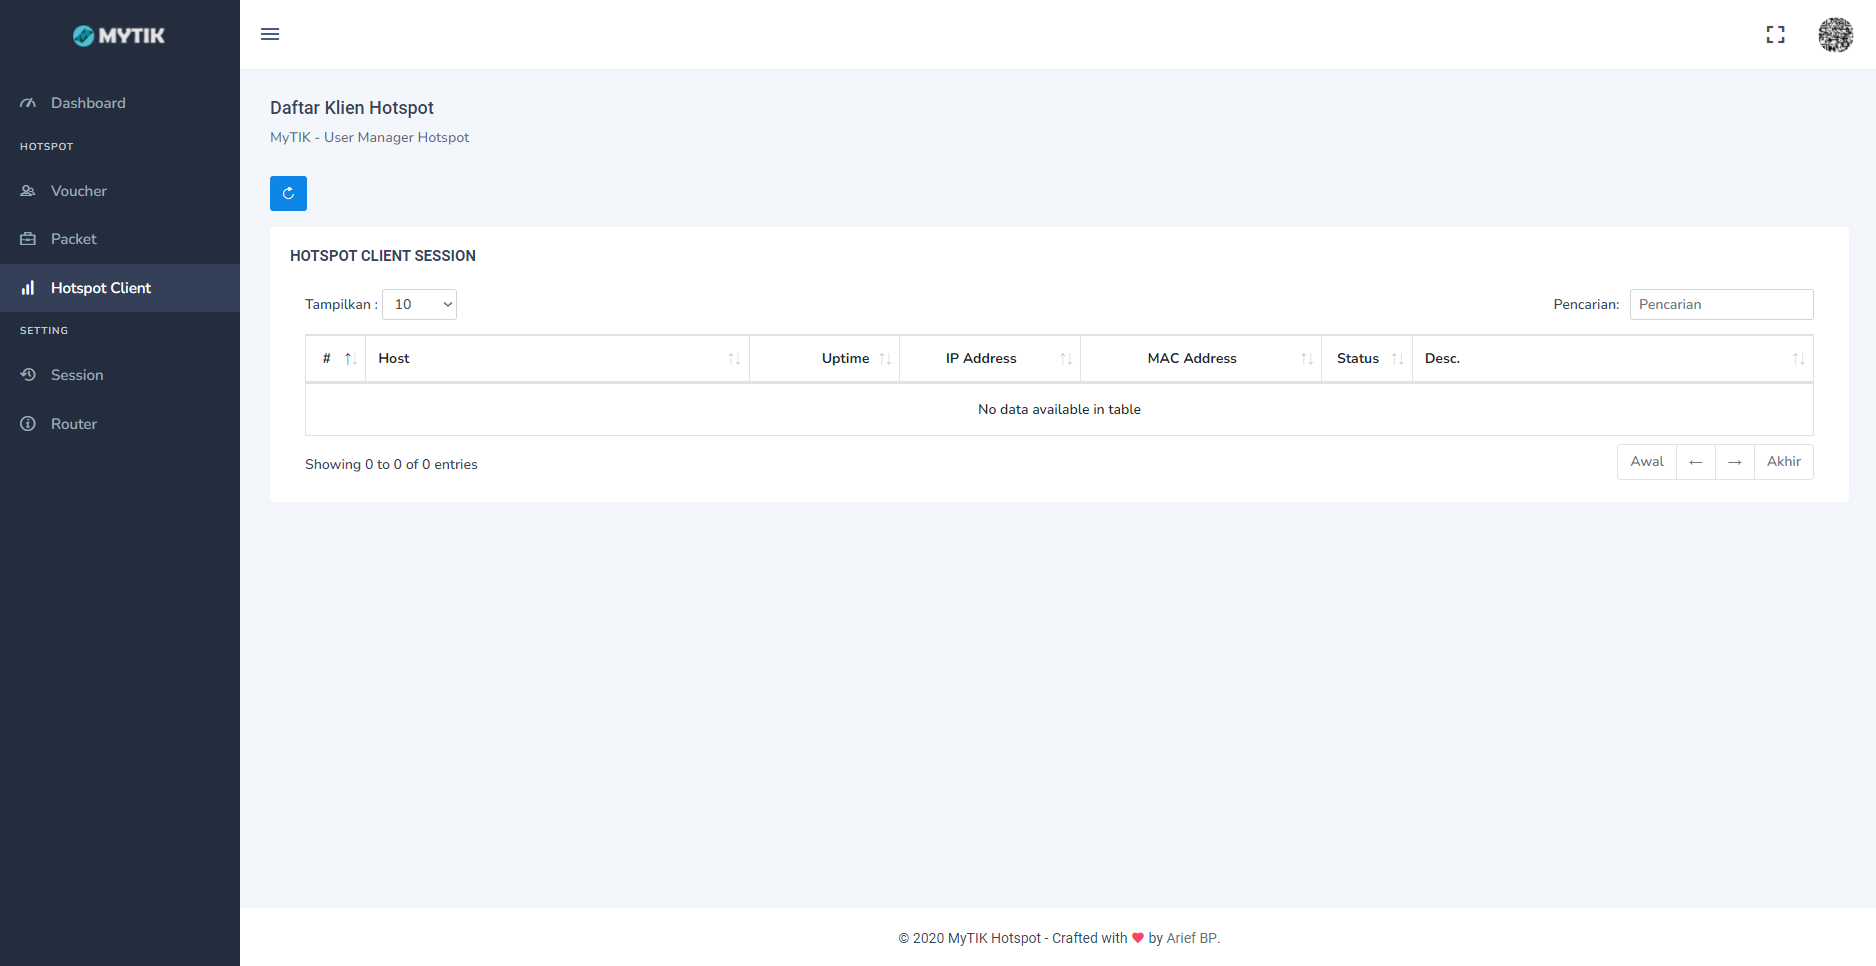 MYTIK
Dashboard
HOTSPOT
Voucher
Packet
Hotspot Client
SETTING
Session
Router
Daftar Klien Hotspot
MyTIK - User Manager Hotspot
HOTSPOT CLIENT SESSION
Tampilkan : 10
Pencarian: Pencarian
# Host Uptime IP Address MAC Address Status Desc.
No data available in table
Showing 0 to 0 of 0 entries
Awal ← → Akhir
© 2020 MyTIK Hotspot - Crafted with ❤ by Arief BP.